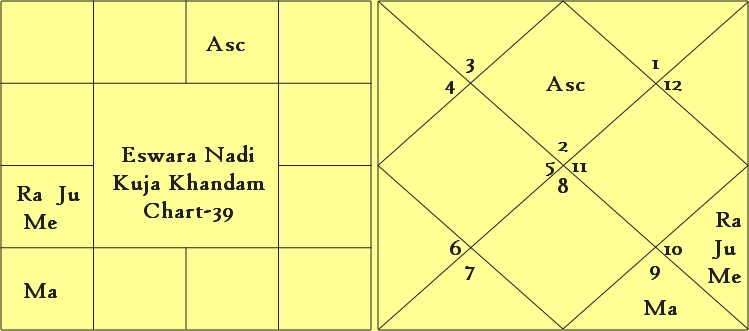 Asc
Eswara Nadi
Kuja Khandam
Chart-39
Ra Ju
Me
Ma
3 1
4 Asc 12
2
5 11
8
6 10
7 9
Ra
Ju
Me
Ma